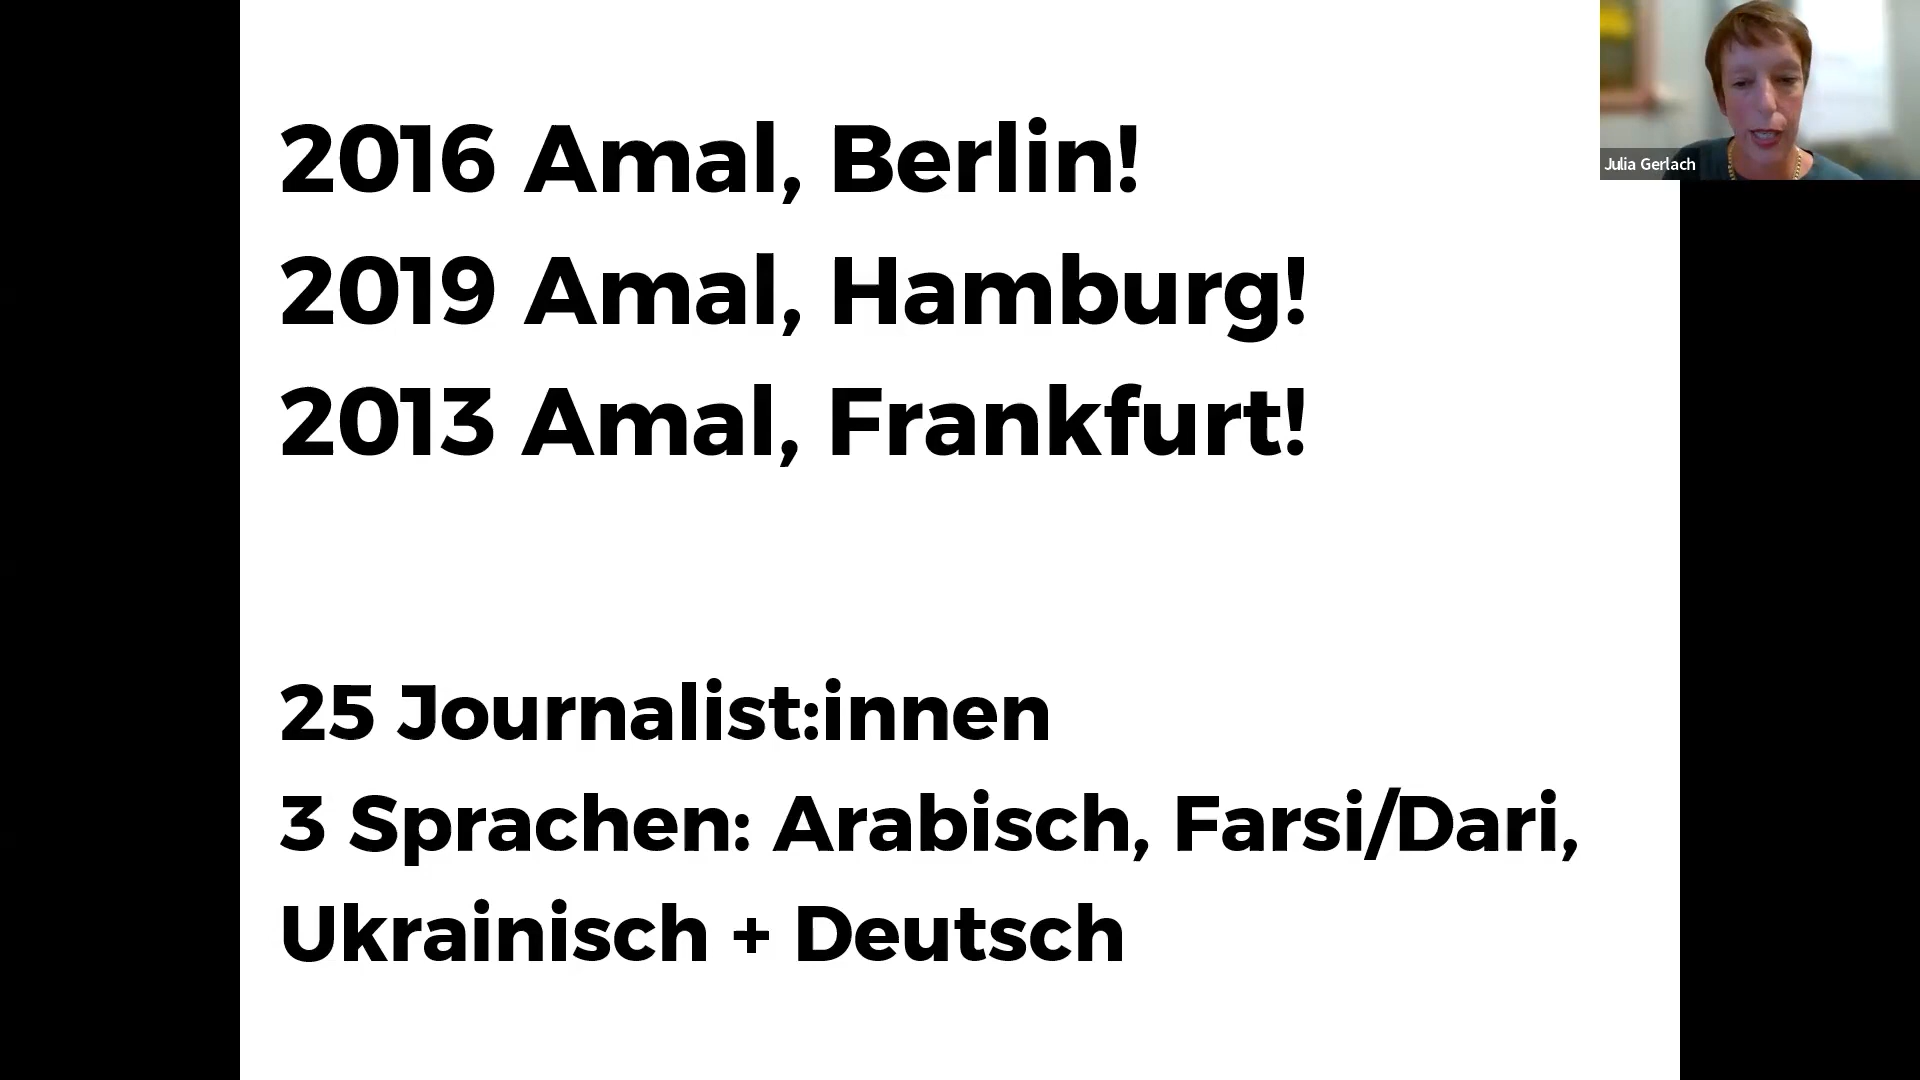 2016 Amal, Berlin!
2019 Amal, Hamburg!
2013 Amal, Frankfurt!
25 Journalist:innen
3 Sprachen: Arabisch, Farsi/Dari,
Ukrainisch + Deutsch
Julia Gerlach